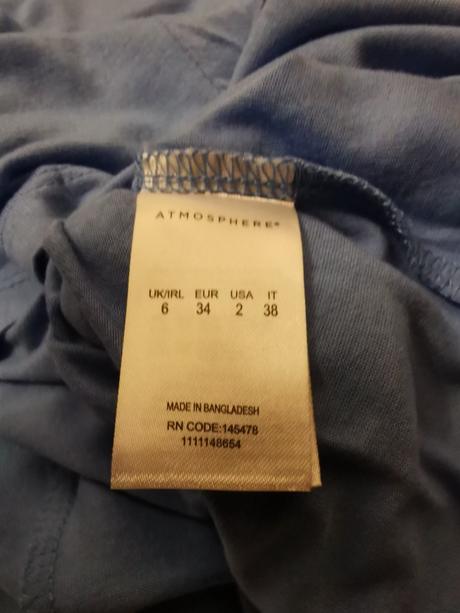 ATMOSPHERE®
UK/IRL EUR USA IT
6 34 2 38
MADE IN BANGLADESH
RN CODE:145478
1111148654